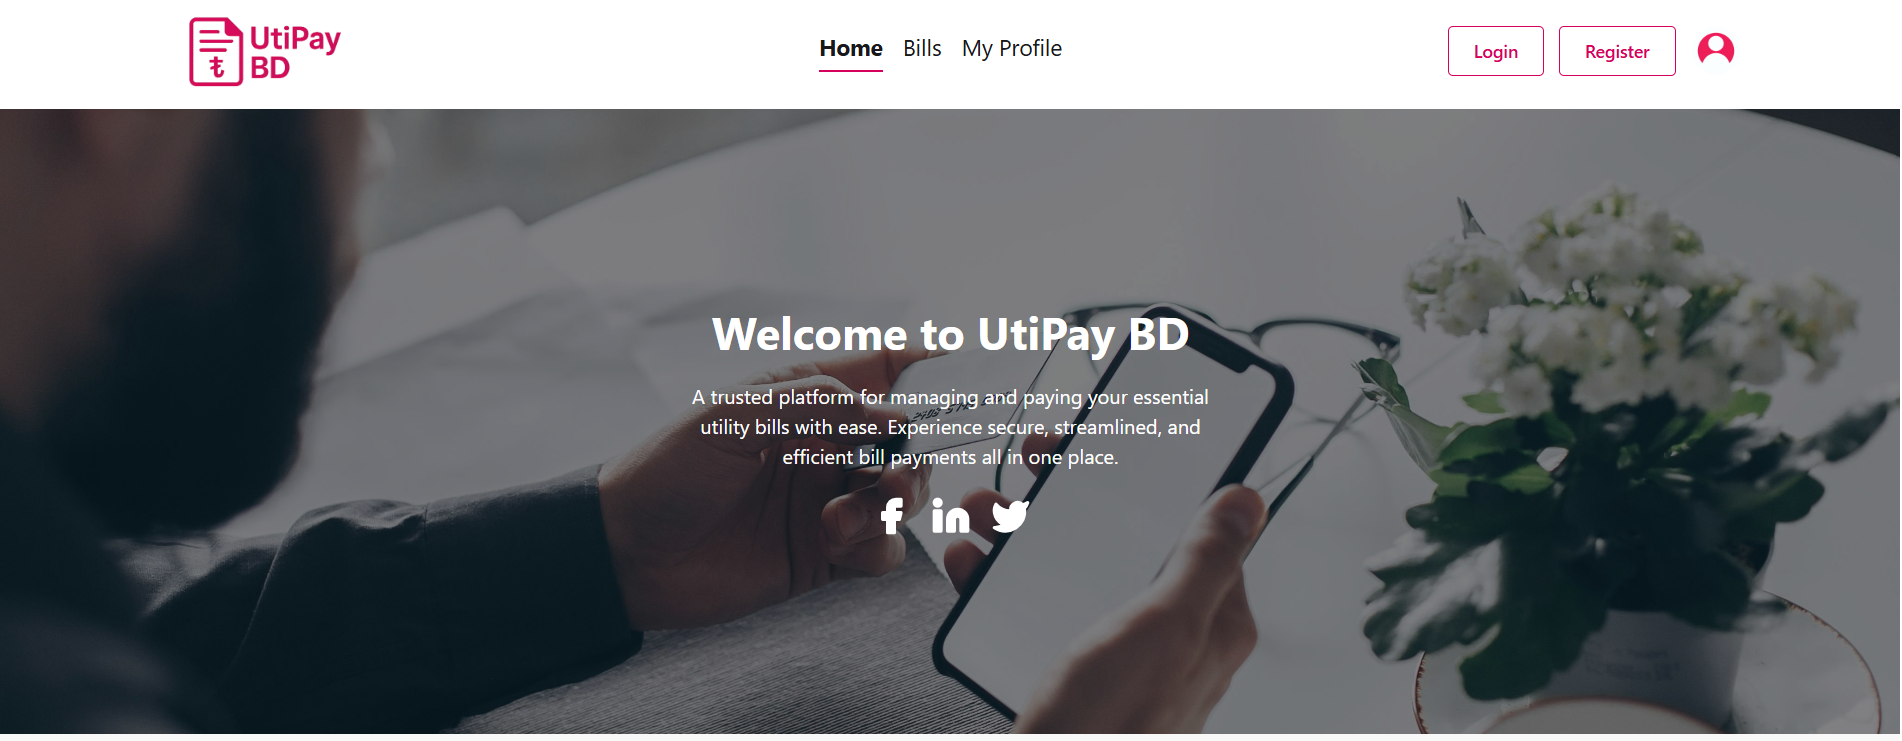 UtiPay
BD
Home Bills My Profile
Login Register
Welcome to UtiPay BD
A trusted platform for managing and paying your essential
utility bills with ease. Experience secure, streamlined, and
efficient bill payments all in one place.